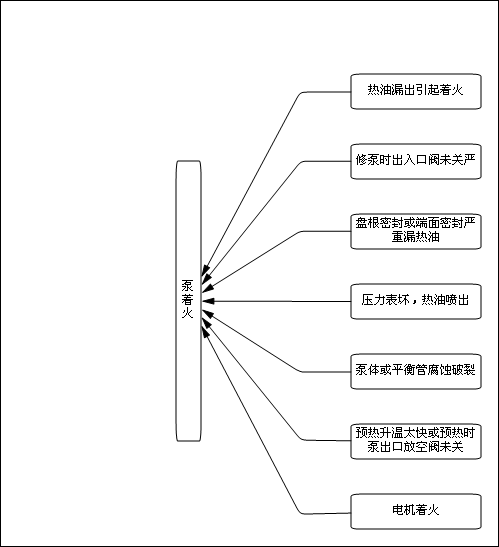 热油漏出引起着火
修泵时出入口阀未关严
盘根密封或端面密封严
重漏热油
泵
着
火
压力表坏，热油喷出
泵体或平衡管腐蚀破裂
预热升温太快或预热时
泵出口放空阀未关
电机着火